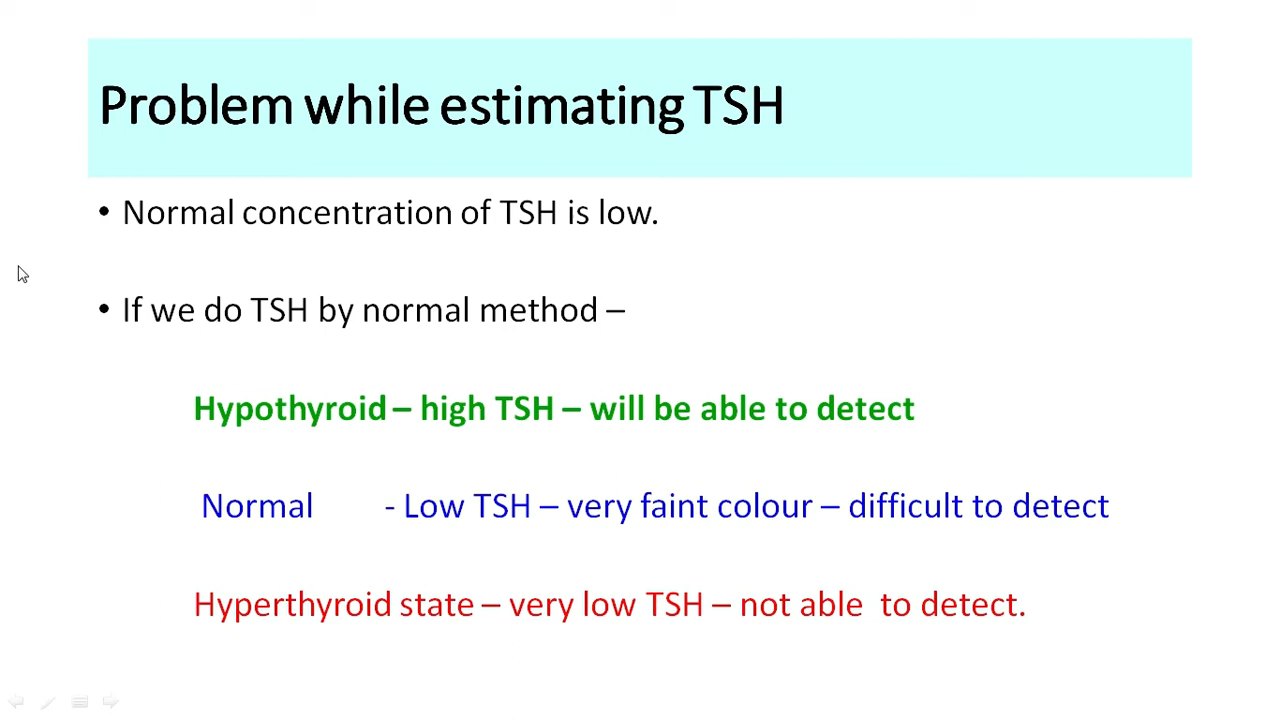 Problem while estimating TSH
• Normal concentration of TSH is low.
• If we do TSH by normal method –
Hypothyroid – high TSH – will be able to detect
Normal - Low TSH – very faint colour – difficult to detect
Hyperthyroid state – very low TSH – not able to detect.